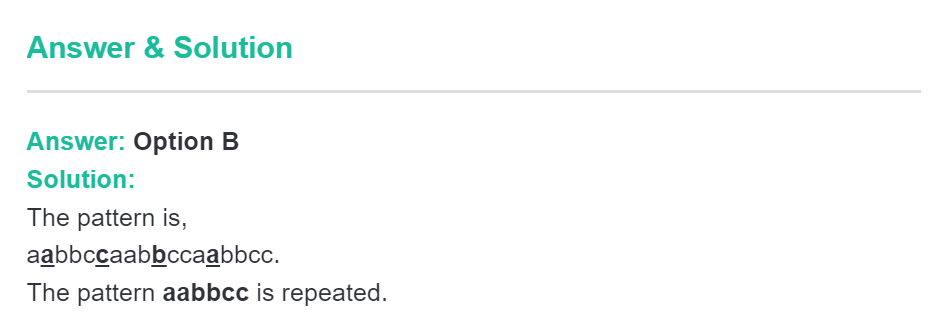 Answer & Solution
Answer: Option B
Solution:
The pattern is,
aabbccaabbccaabbcc.
The pattern aabbcc is repeated.